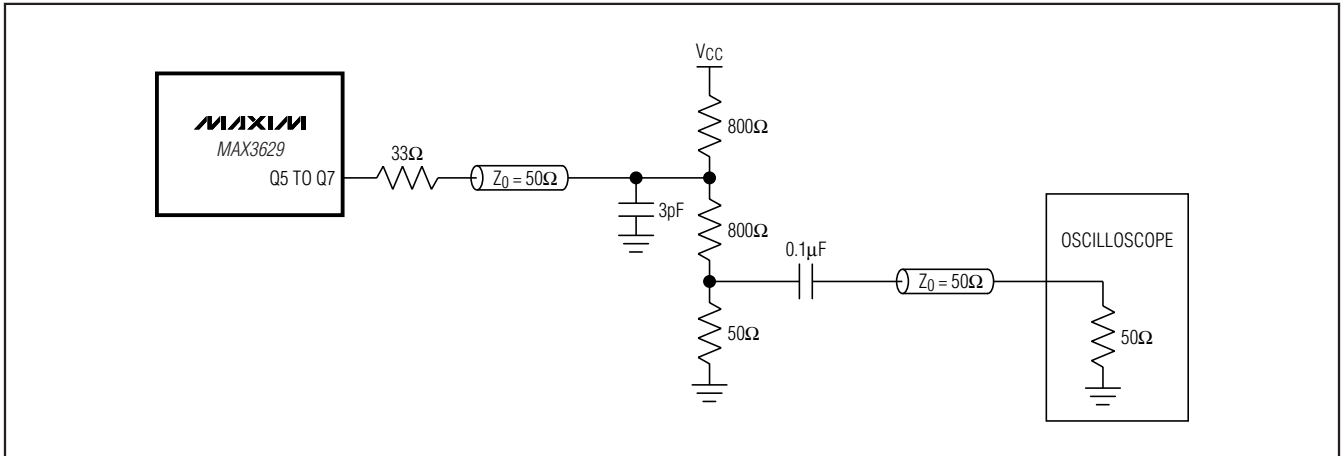 VCC
800Ω
MAXIM
MAX3629
Q5 TO Q7
33Ω
Z0 = 50Ω
3pF
800Ω
0.1µF
Z0 = 50Ω
OSCILLOSCOPE
50Ω
50Ω